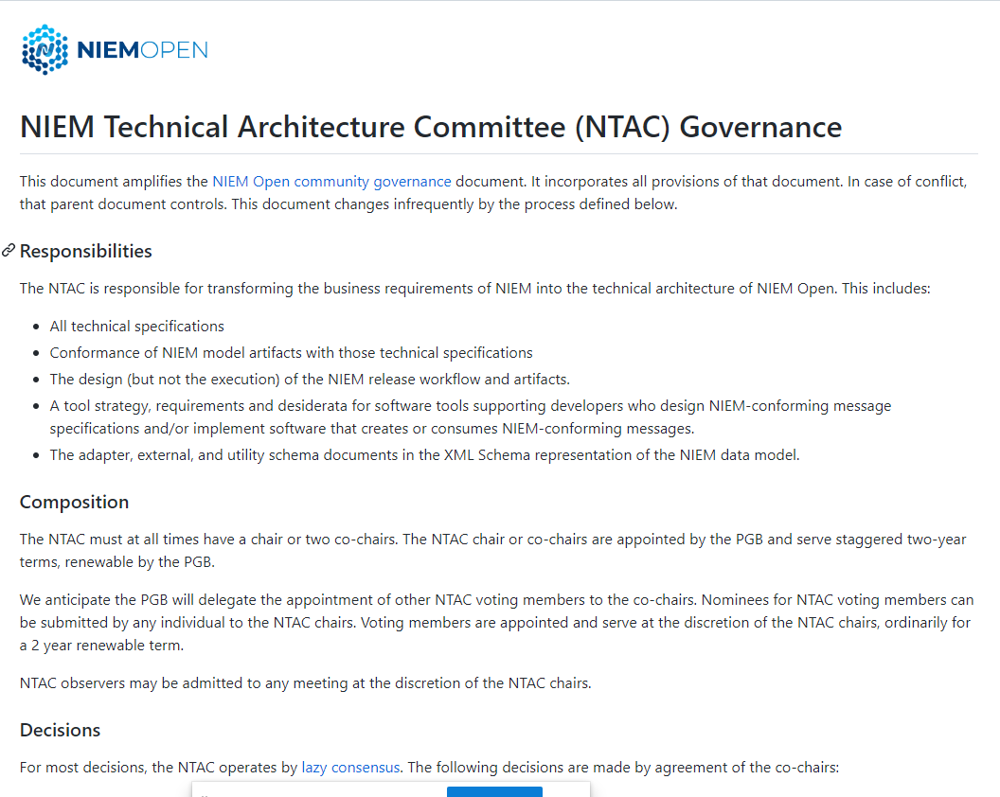 NIEMOPEN
NIEM Technical Architecture Committee (NTAC) Governance
This document amplifies the NIEM Open community governance document. It incorporates all provisions of that document. In case of conflict,
that parent document controls. This document changes infrequently by the process defined below.
Responsibilities
The NTAC is responsible for transforming the business requirements of NIEM into the technical architecture of NIEM Open. This includes:
• All technical specifications
• Conformance of NIEM model artifacts with those technical specifications
• The design (but not the execution) of the NIEM release workflow and artifacts.
• A tool strategy, requirements and desiderata for software tools supporting developers who design NIEM-conforming message
specifications and/or implement software that creates or consumes NIEM-conforming messages.
• The adapter, external, and utility schema documents in the XML Schema representation of the NIEM data model.
Composition
The NTAC must at all times have a chair or two co-chairs. The NTAC chair or co-chairs are appointed by the PGB and serve staggered two-year
terms, renewable by the PGB.
We anticipate the PGB will delegate the appointment of other NTAC voting members to the co-chairs. Nominees for NTAC voting members can
be submitted by any individual to the NTAC chairs. Voting members are appointed and serve at the discretion of the NTAC chairs, ordinarily for
a 2 year renewable term.
NTAC observers may be admitted to any meeting at the discretion of the NTAC chairs.
Decisions
For most decisions, the NTAC operates by lazy consensus. The following decisions are made by agreement of the co-chairs: